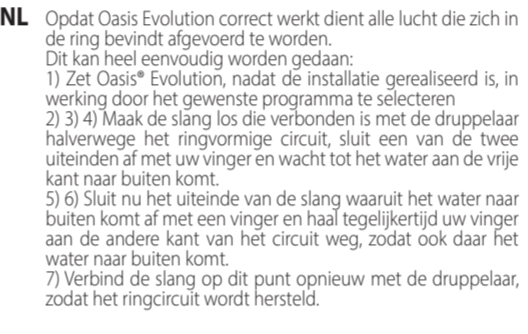 NL Opdat Oasis Evolution correct werkt dient alle lucht die zich in
de ring bevindt afgevoerd te worden.
Dit kan heel eenvoudig worden gedaan:
1) Zet Oasis® Evolution, nadat de installatie gerealiseerd is, in
werking door het gewenste programma te selecteren
2) 3) 4) Maak de slang los die verbonden is met de druppelaar
halverwege het ringvormige circuit, sluit een van de twee
uiteinden af met uw vinger en wacht tot het water aan de vrije
kant naar buiten komt.
5) 6) Sluit nu het uiteinde van de slang waaruit het water naar
buiten komt af met een vinger en haal tegelijkertijd uw vinger
aan de andere kant van het circuit weg, zodat ook daar het
water naar buiten komt.
7) Verbind de slang op dit punt opnieuw met de druppelaar,
zodat het ringcircuit wordt hersteld.